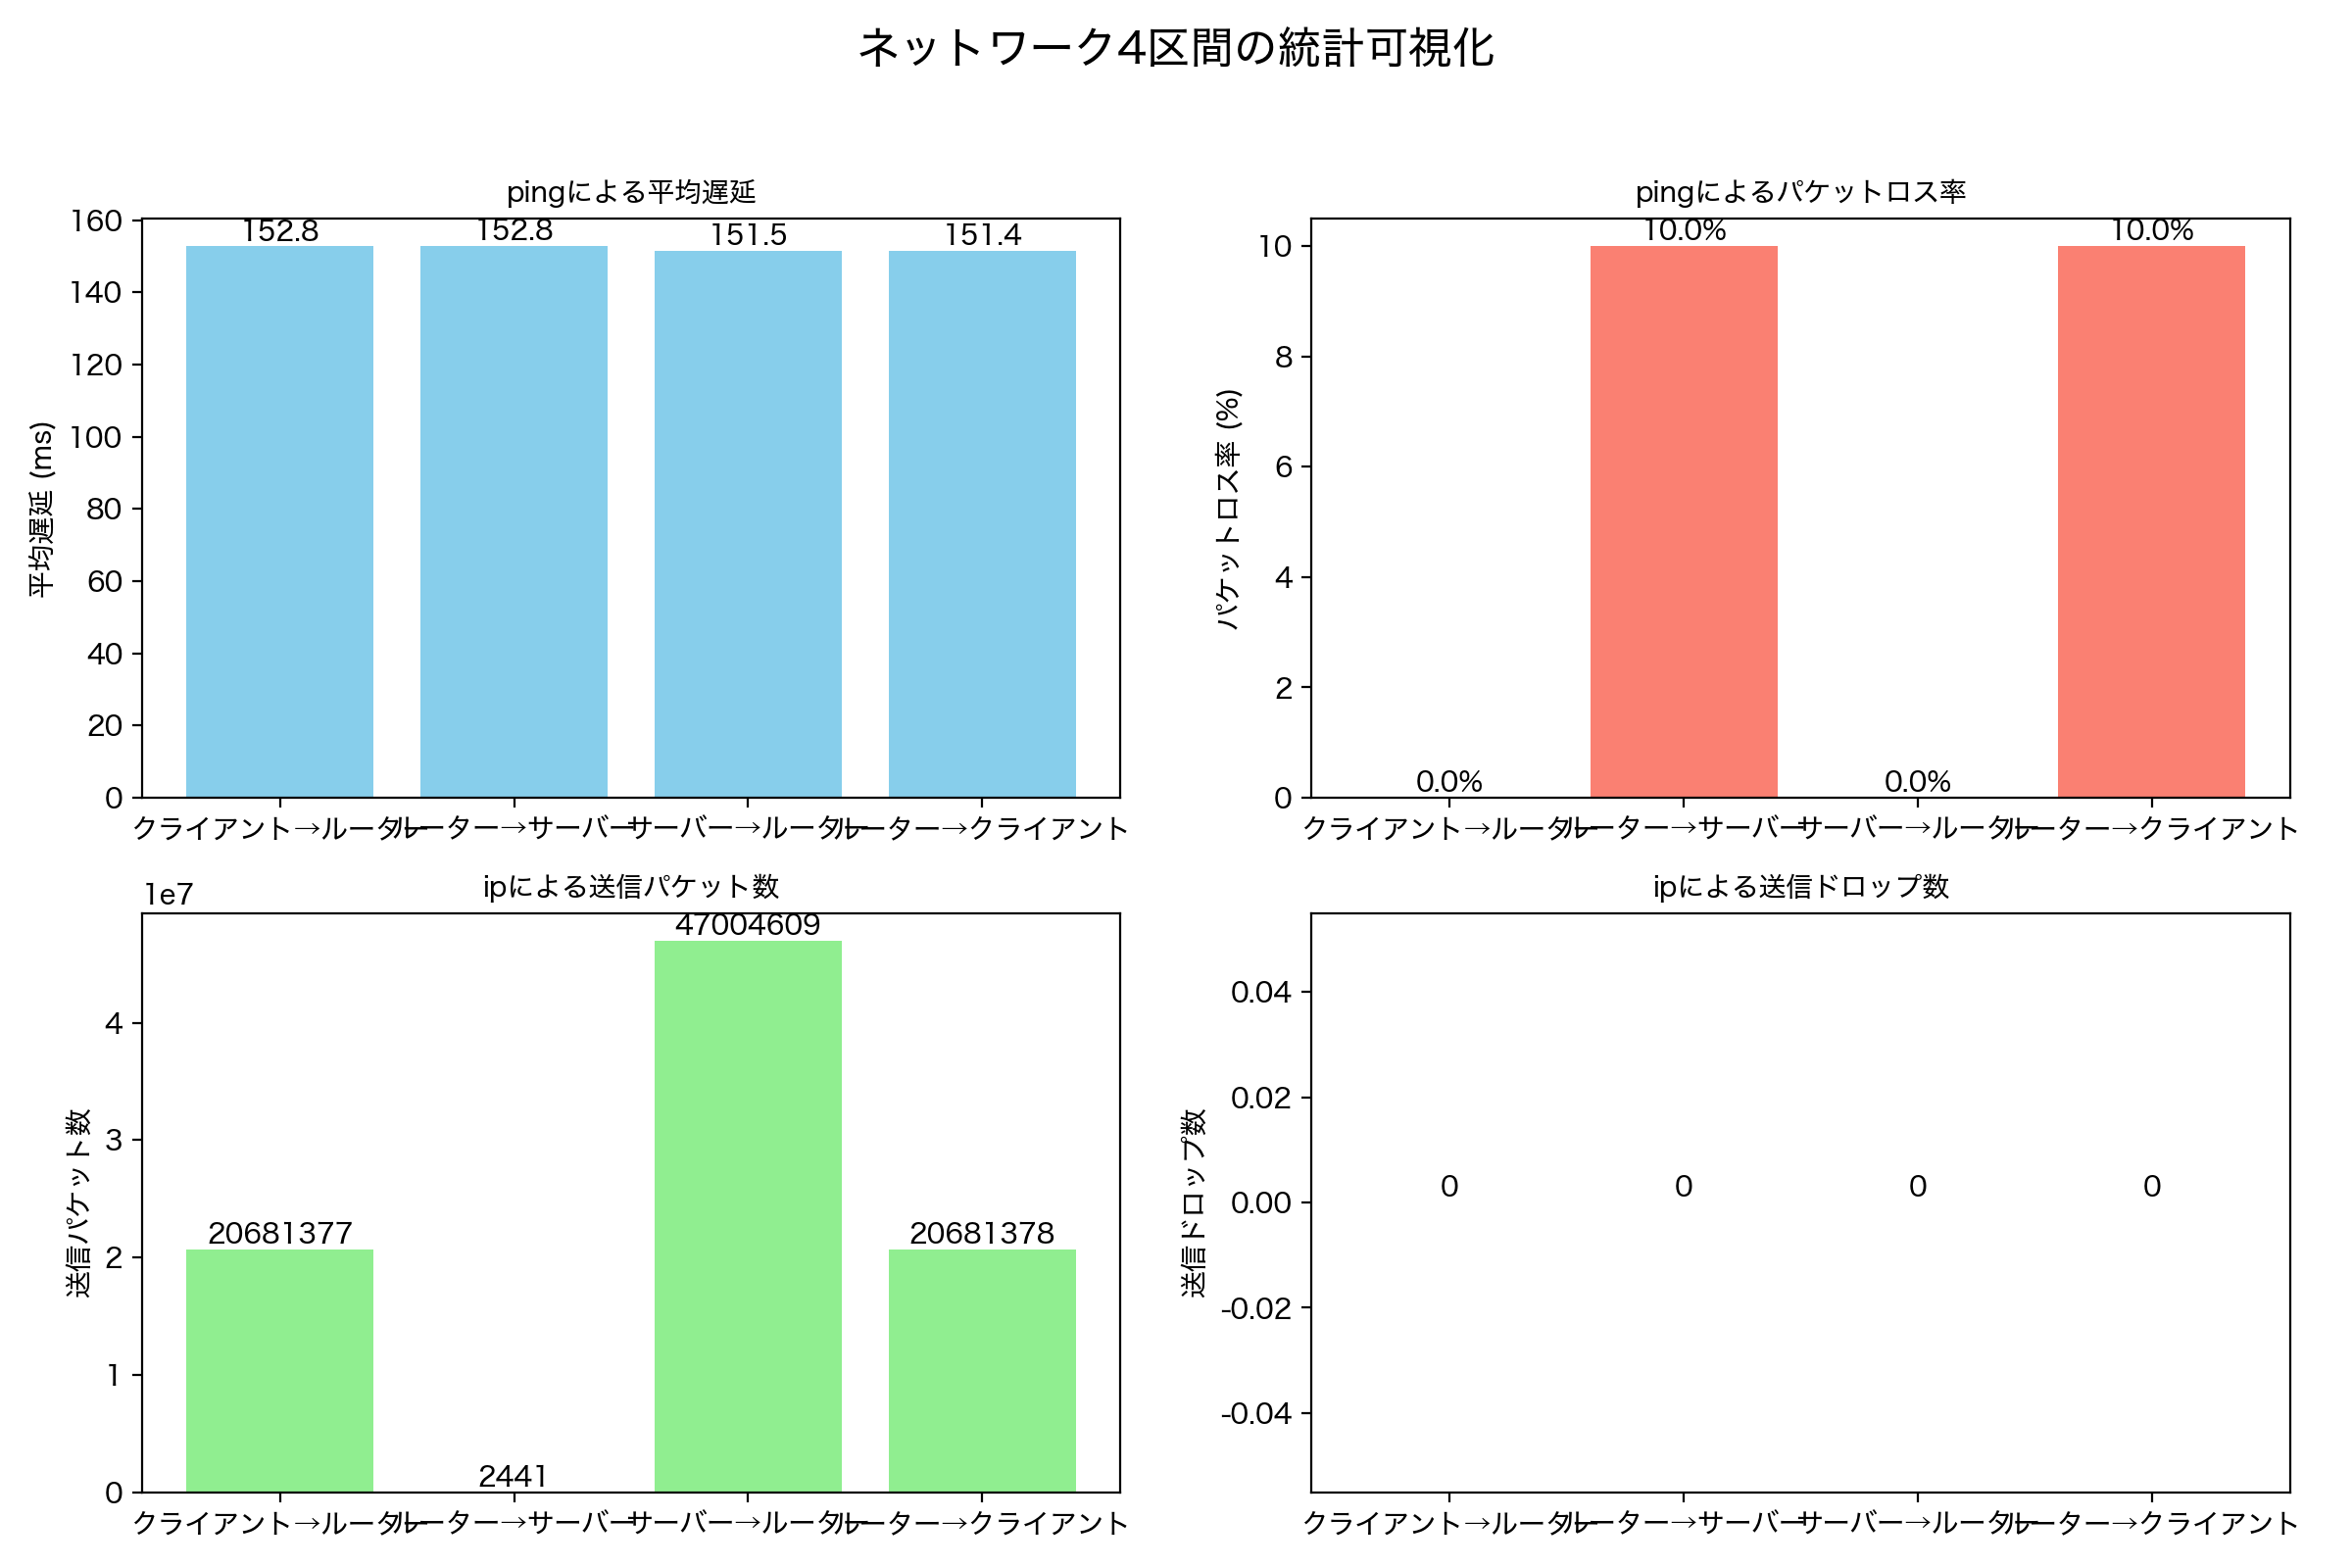 ネットワーク4区間の統計可視化
pingによる平均遅延
平均遅延 (ms)
160
140
120
100
80
60
40
20
0
152.8
152.8
151.5
151.4
クライアント→ルーター
ルーター→サーバー
サーバー→ルーター
ルーター→クライアント
pingによるパケットロス率
パケットロス率 (%)
10
8
6
4
2
0
0.0%
10.0%
0.0%
10.0%
クライアント→ルーター
ルーター→サーバー
サーバー→ルーター
ルーター→クライアント
ipによる送信パケット数
1e7
送信パケット数
4
3
2
1
0
20681377
2441
47004609
20681378
クライアント→ルーター
ルーター→サーバー
サーバー→ルーター
ルーター→クライアント
ipによる送信ドロップ数
送信ドロップ数
0.04
0.02
0.00
-0.02
-0.04
0
0
0
0
クライアント→ルーター
ルーター→サーバー
サーバー→ルーター
ルーター→クライアント